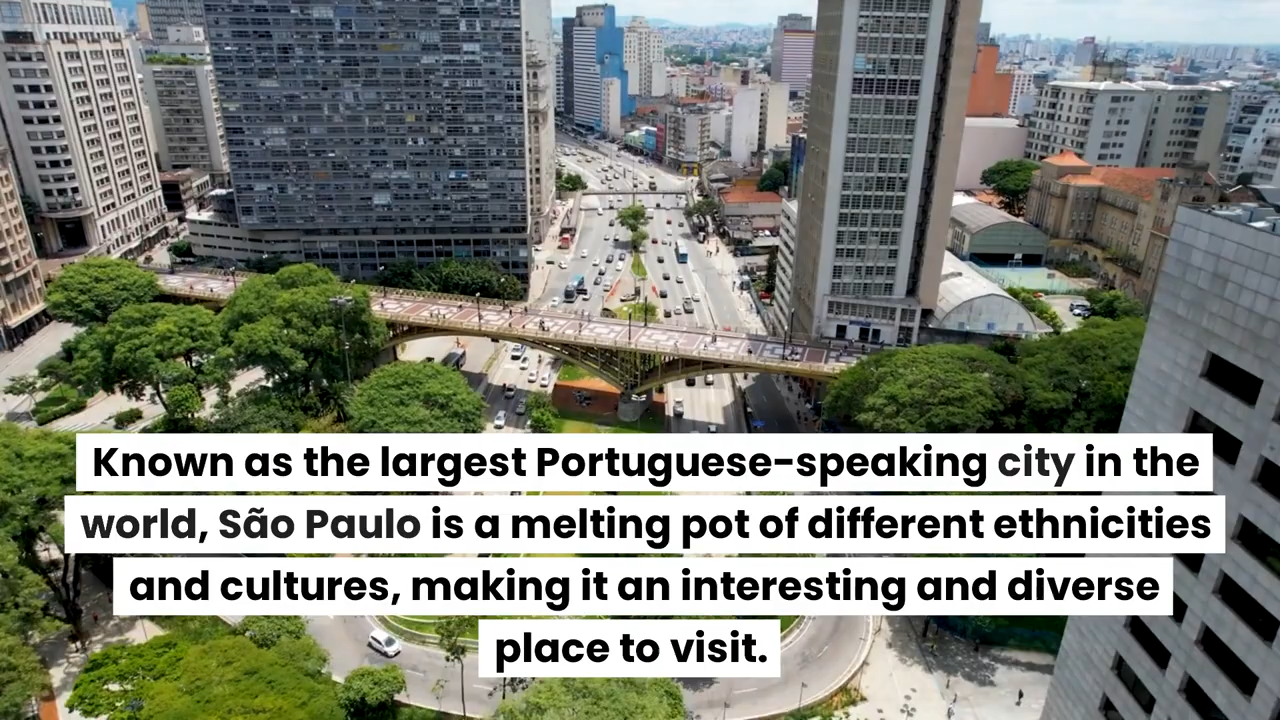 Known as the largest Portuguese-speaking city in the
world, São Paulo is a melting pot of different ethnicities
and cultures, making it an interesting and diverse
place to visit.